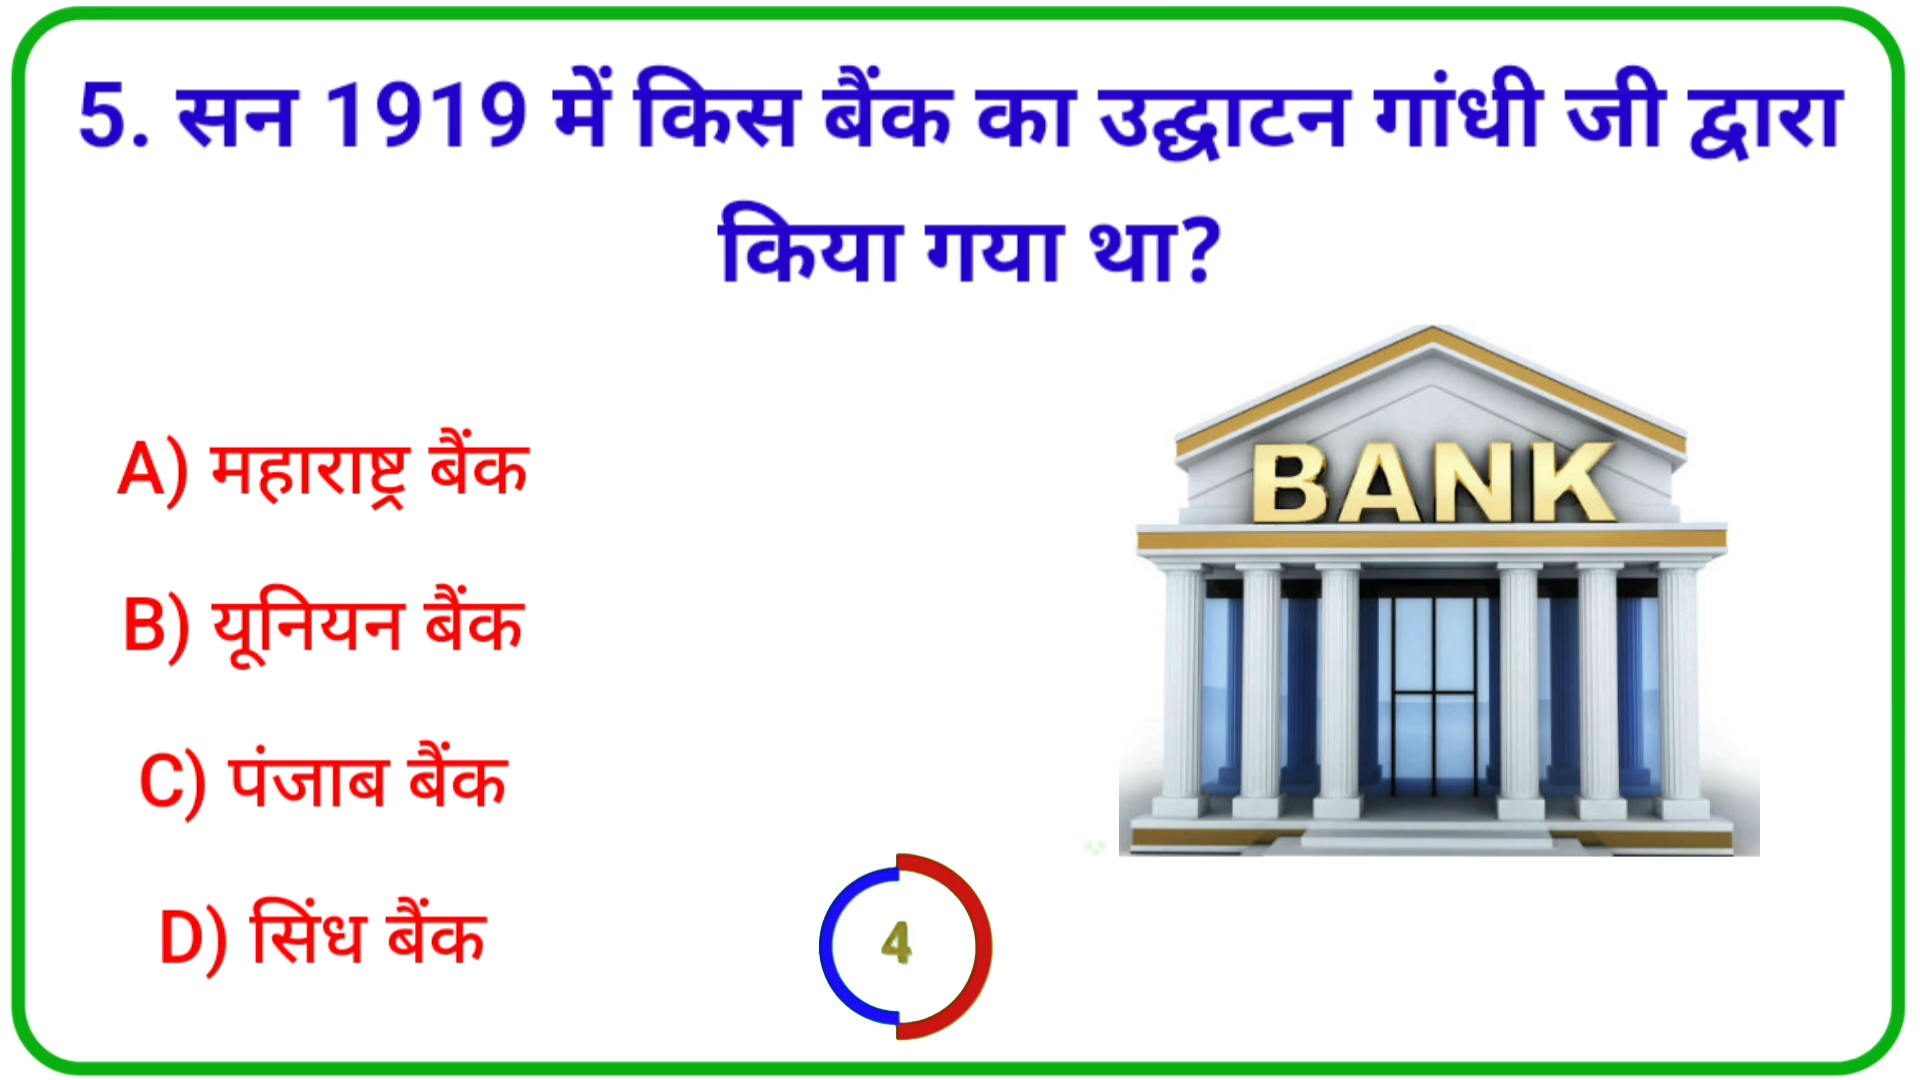 5. सन 1919 में किस बैंक का उद्घाटन गांधी जी द्वारा
किया गया था?
A) महाराष्ट्र बैंक
B) यूनियन बैंक
C) पंजाब बैंक
D) सिंध बैंक
BANK
4